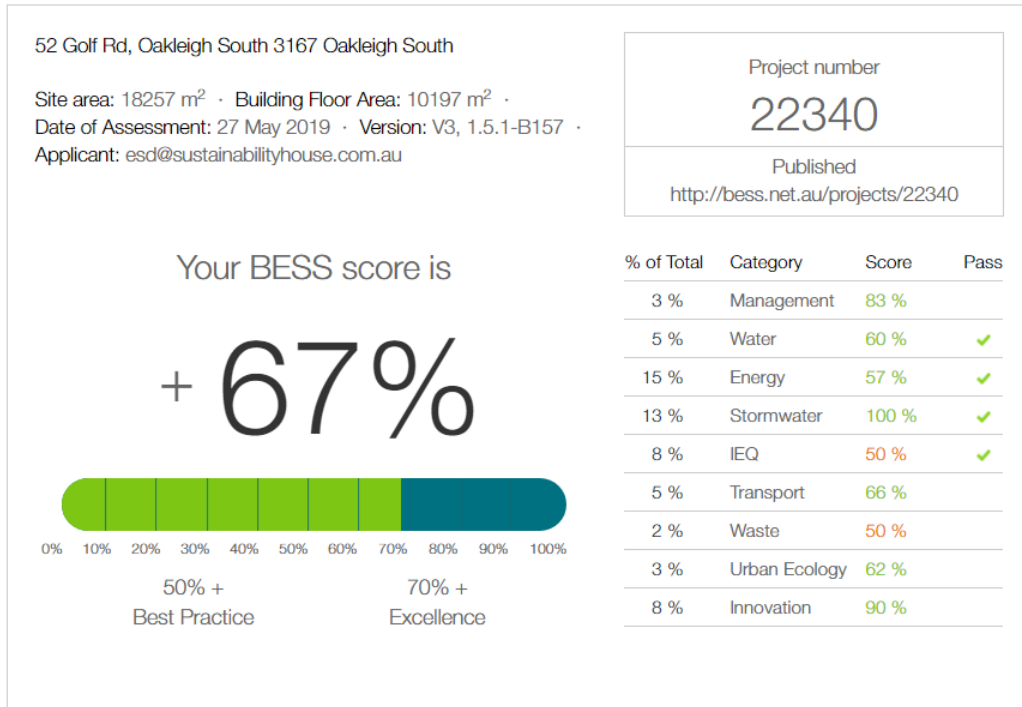 52 Golf Rd, Oakleigh South 3167 Oakleigh South
Site area: 18257 m² · Building Floor Area: 10197 m² ·
Date of Assessment: 27 May 2019 · Version: V3, 1.5.1-B157 ·
Applicant: esd@sustainabilityhouse.com.au
Project number
22340
Published
http://bess.net.au/projects/22340
Your BESS score is
+ 67%
0% 10% 20% 30% 40% 50% 60% 70% 80% 90% 100%
50% + 70% +
Best Practice Excellence
% of Total Category Score Pass
3 % Management 83 %
5 % Water 60 % ✓
15 % Energy 57 % ✓
13 % Stormwater 100 % ✓
8 % IEQ 50 % ✓
5 % Transport 66 %
2 % Waste 50 %
3 % Urban Ecology 62 %
8 % Innovation 90 %